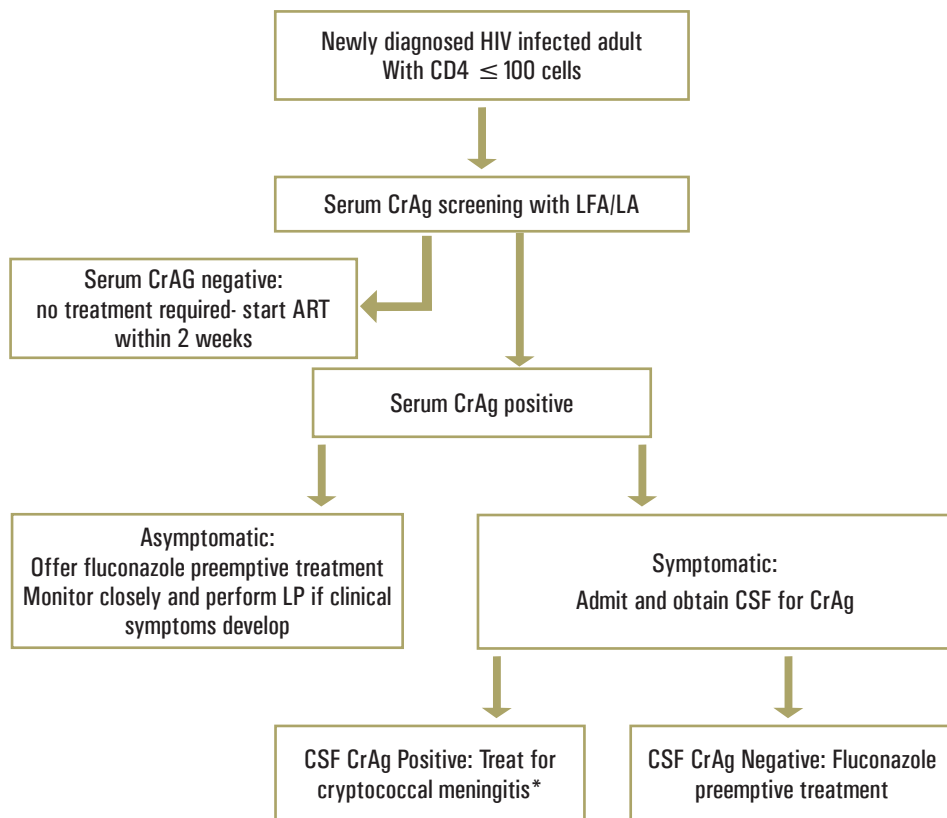 Newly diagnosed HIV infected adult
With CD4 ≤ 100 cells
Serum CrAg screening with LFA/LA
Serum CrAG negative:
no treatment required- start ART
within 2 weeks
Serum CrAg positive
Asymptomatic:
Offer fluconazole preemptive treatment
Monitor closely and perform LP if clinical
symptoms develop
Symptomatic:
Admit and obtain CSF for CrAg
CSF CrAg Positive: Treat for
cryptococcal meningitis*
CSF CrAg Negative: Fluconazole
preemptive treatment